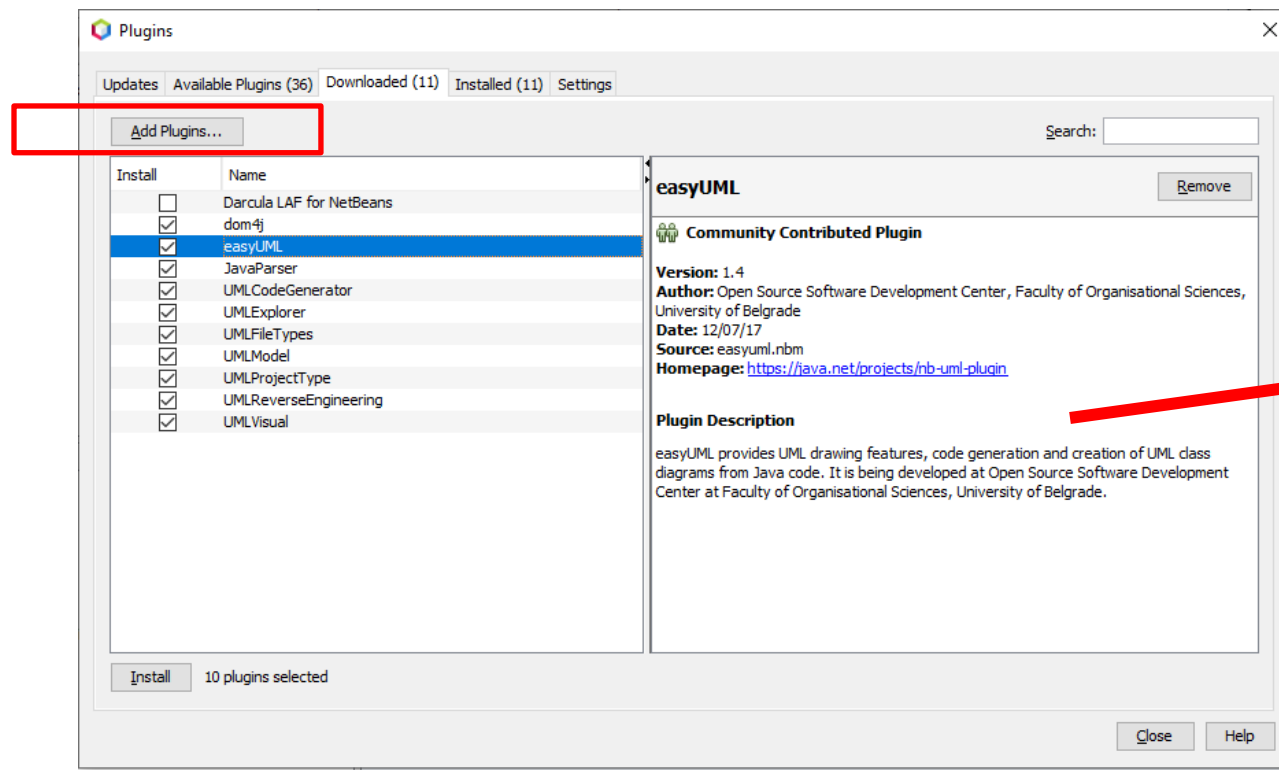 Plugins
Updates Available Plugins (36) Downloaded (11) Installed (11) Settings
Add Plugins...
Search:
Install Name
Darcula LAF for NetBeans
dom4j
easyUML
JavaParser
UMLCodeGenerator
UMLExplorer
UMLFileTypes
UMLModel
UMLProjectType
UMLReverseEngineering
UMLVisual
easyUML
Remove
Community Contributed Plugin
Version: 1.4
Author: Open Source Software Development Center, Faculty of Organisational Sciences,
University of Belgrade
Date: 12/07/17
Source: easyuml.nbm
Homepage: https://java.net/projects/nb-uml-plugin
Plugin Description
easyUML provides UML drawing features, code generation and creation of UML class
diagrams from Java code. It is being developed at Open Source Software Development
Center at Faculty of Organisational Sciences, University of Belgrade.
Install 10 plugins selected
Close Help